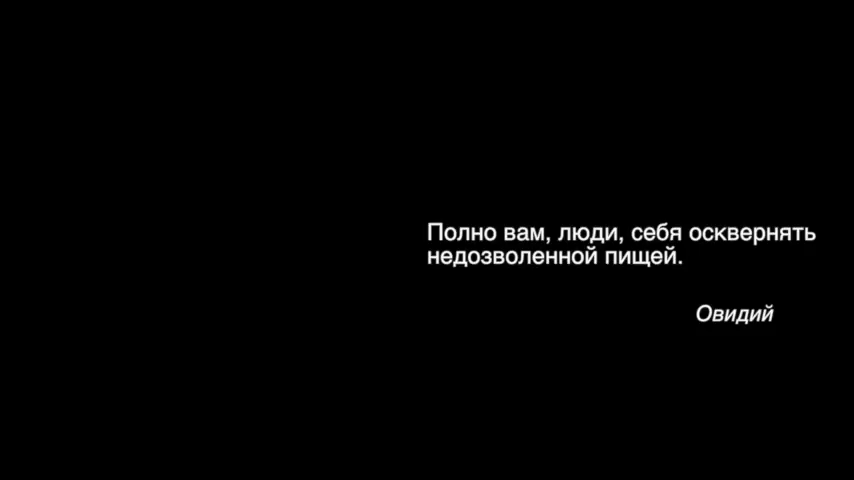 Полно вам, люди, себя осквернять
недозволенной пищей.
Овидий